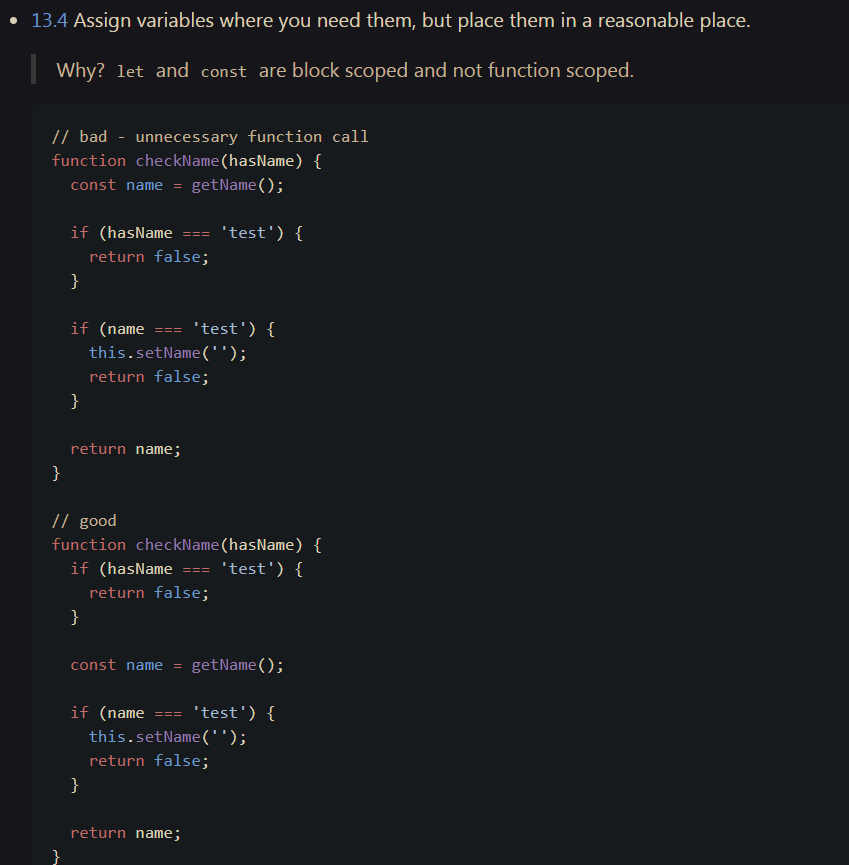 • 13.4 Assign variables where you need them, but place them in a reasonable place.
Why? let and const are block scoped and not function scoped.
// bad - unnecessary function call
function checkName(hasName) {
  const name = getName();

  if (hasName === 'test') {
    return false;
  }

  if (name === 'test') {
    this.setName('');
    return false;
  }

  return name;
}

// good
function checkName(hasName) {
  if (hasName === 'test') {
    return false;
  }

  const name = getName();

  if (name === 'test') {
    this.setName('');
    return false;
  }

  return name;
}